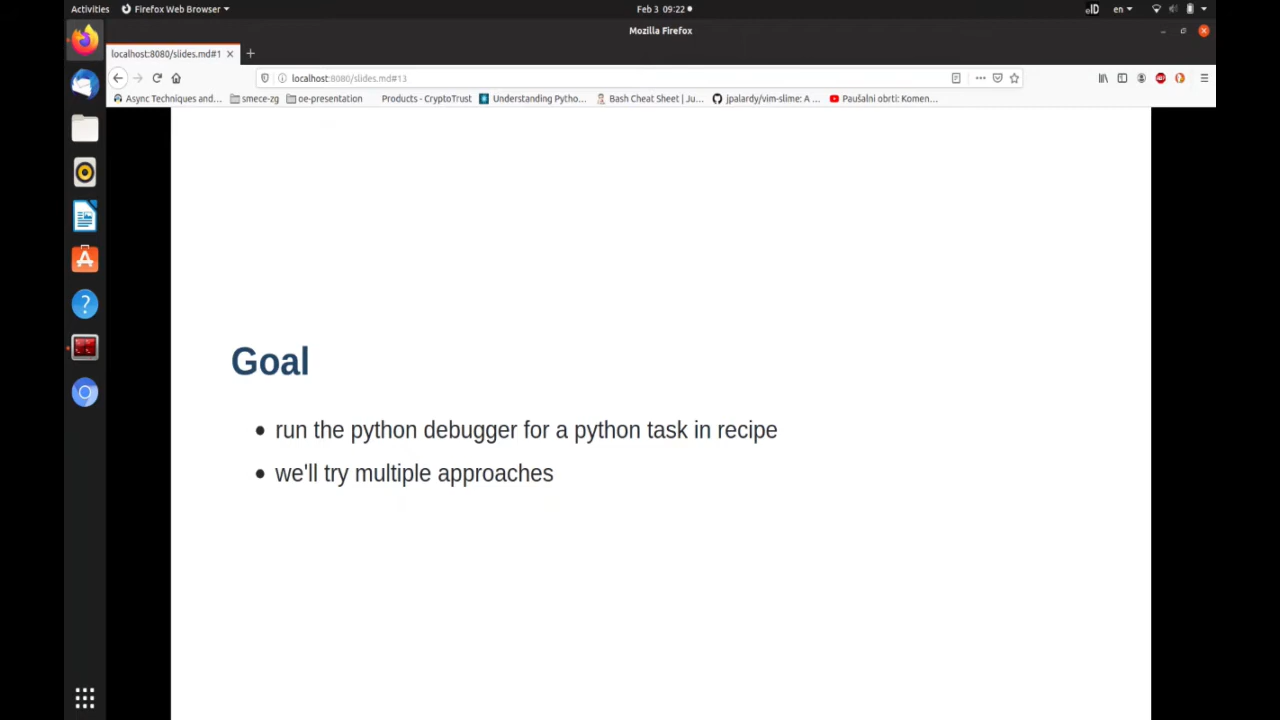 Activities
Firefox Web Browser
Feb 3 09:22
en
Mozilla Firefox
localhost:8080/slides.md#1
localhost:8080/slides.md#13
Async Techniques and…
smece-zg
oe-presentation
Products - CryptoTrust
Understanding Pytho…
Bash Cheat Sheet | Ju…
jpalardy/vim-slime: A …
Paušalni obrti: Komen…
Goal
run the python debugger for a python task in recipe
we'll try multiple approaches